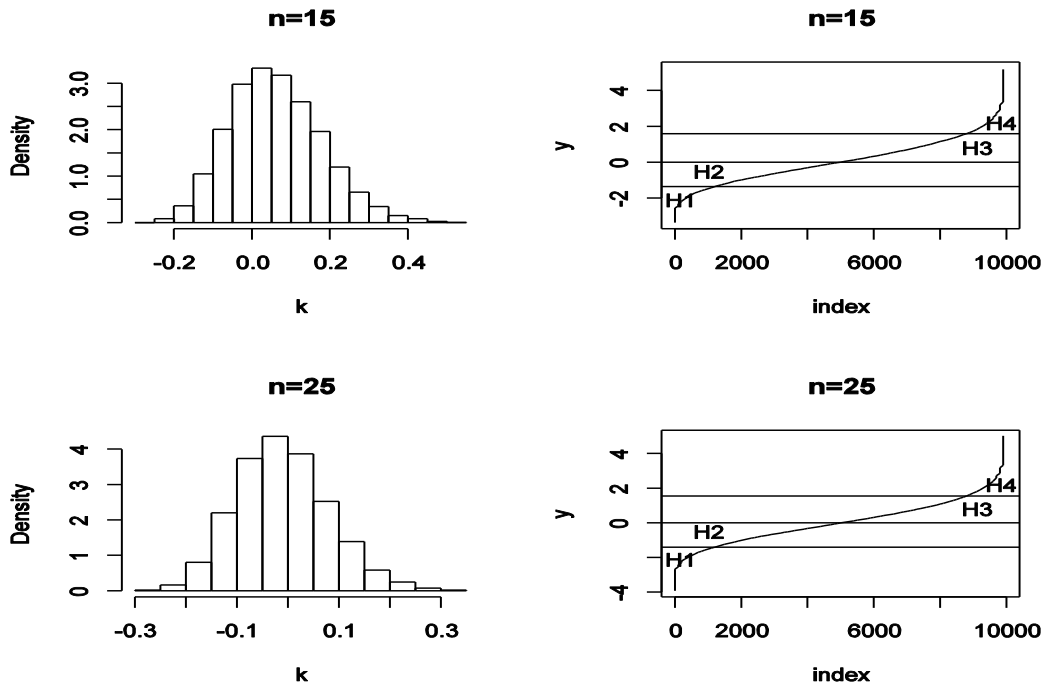 n=15
Density
0.0 1.0 2.0 3.0
-0.2 0.0 0.2 0.4
k
n=15
y
-2 0 2 4
H1
H2
H3
H4
0 2000 6000 10000
index
n=25
Density
0 1 2 3 4
-0.3 -0.1 0.1 0.3
k
n=25
y
-4 0 2 4
H1
H2
H3
H4
0 2000 6000 10000
index